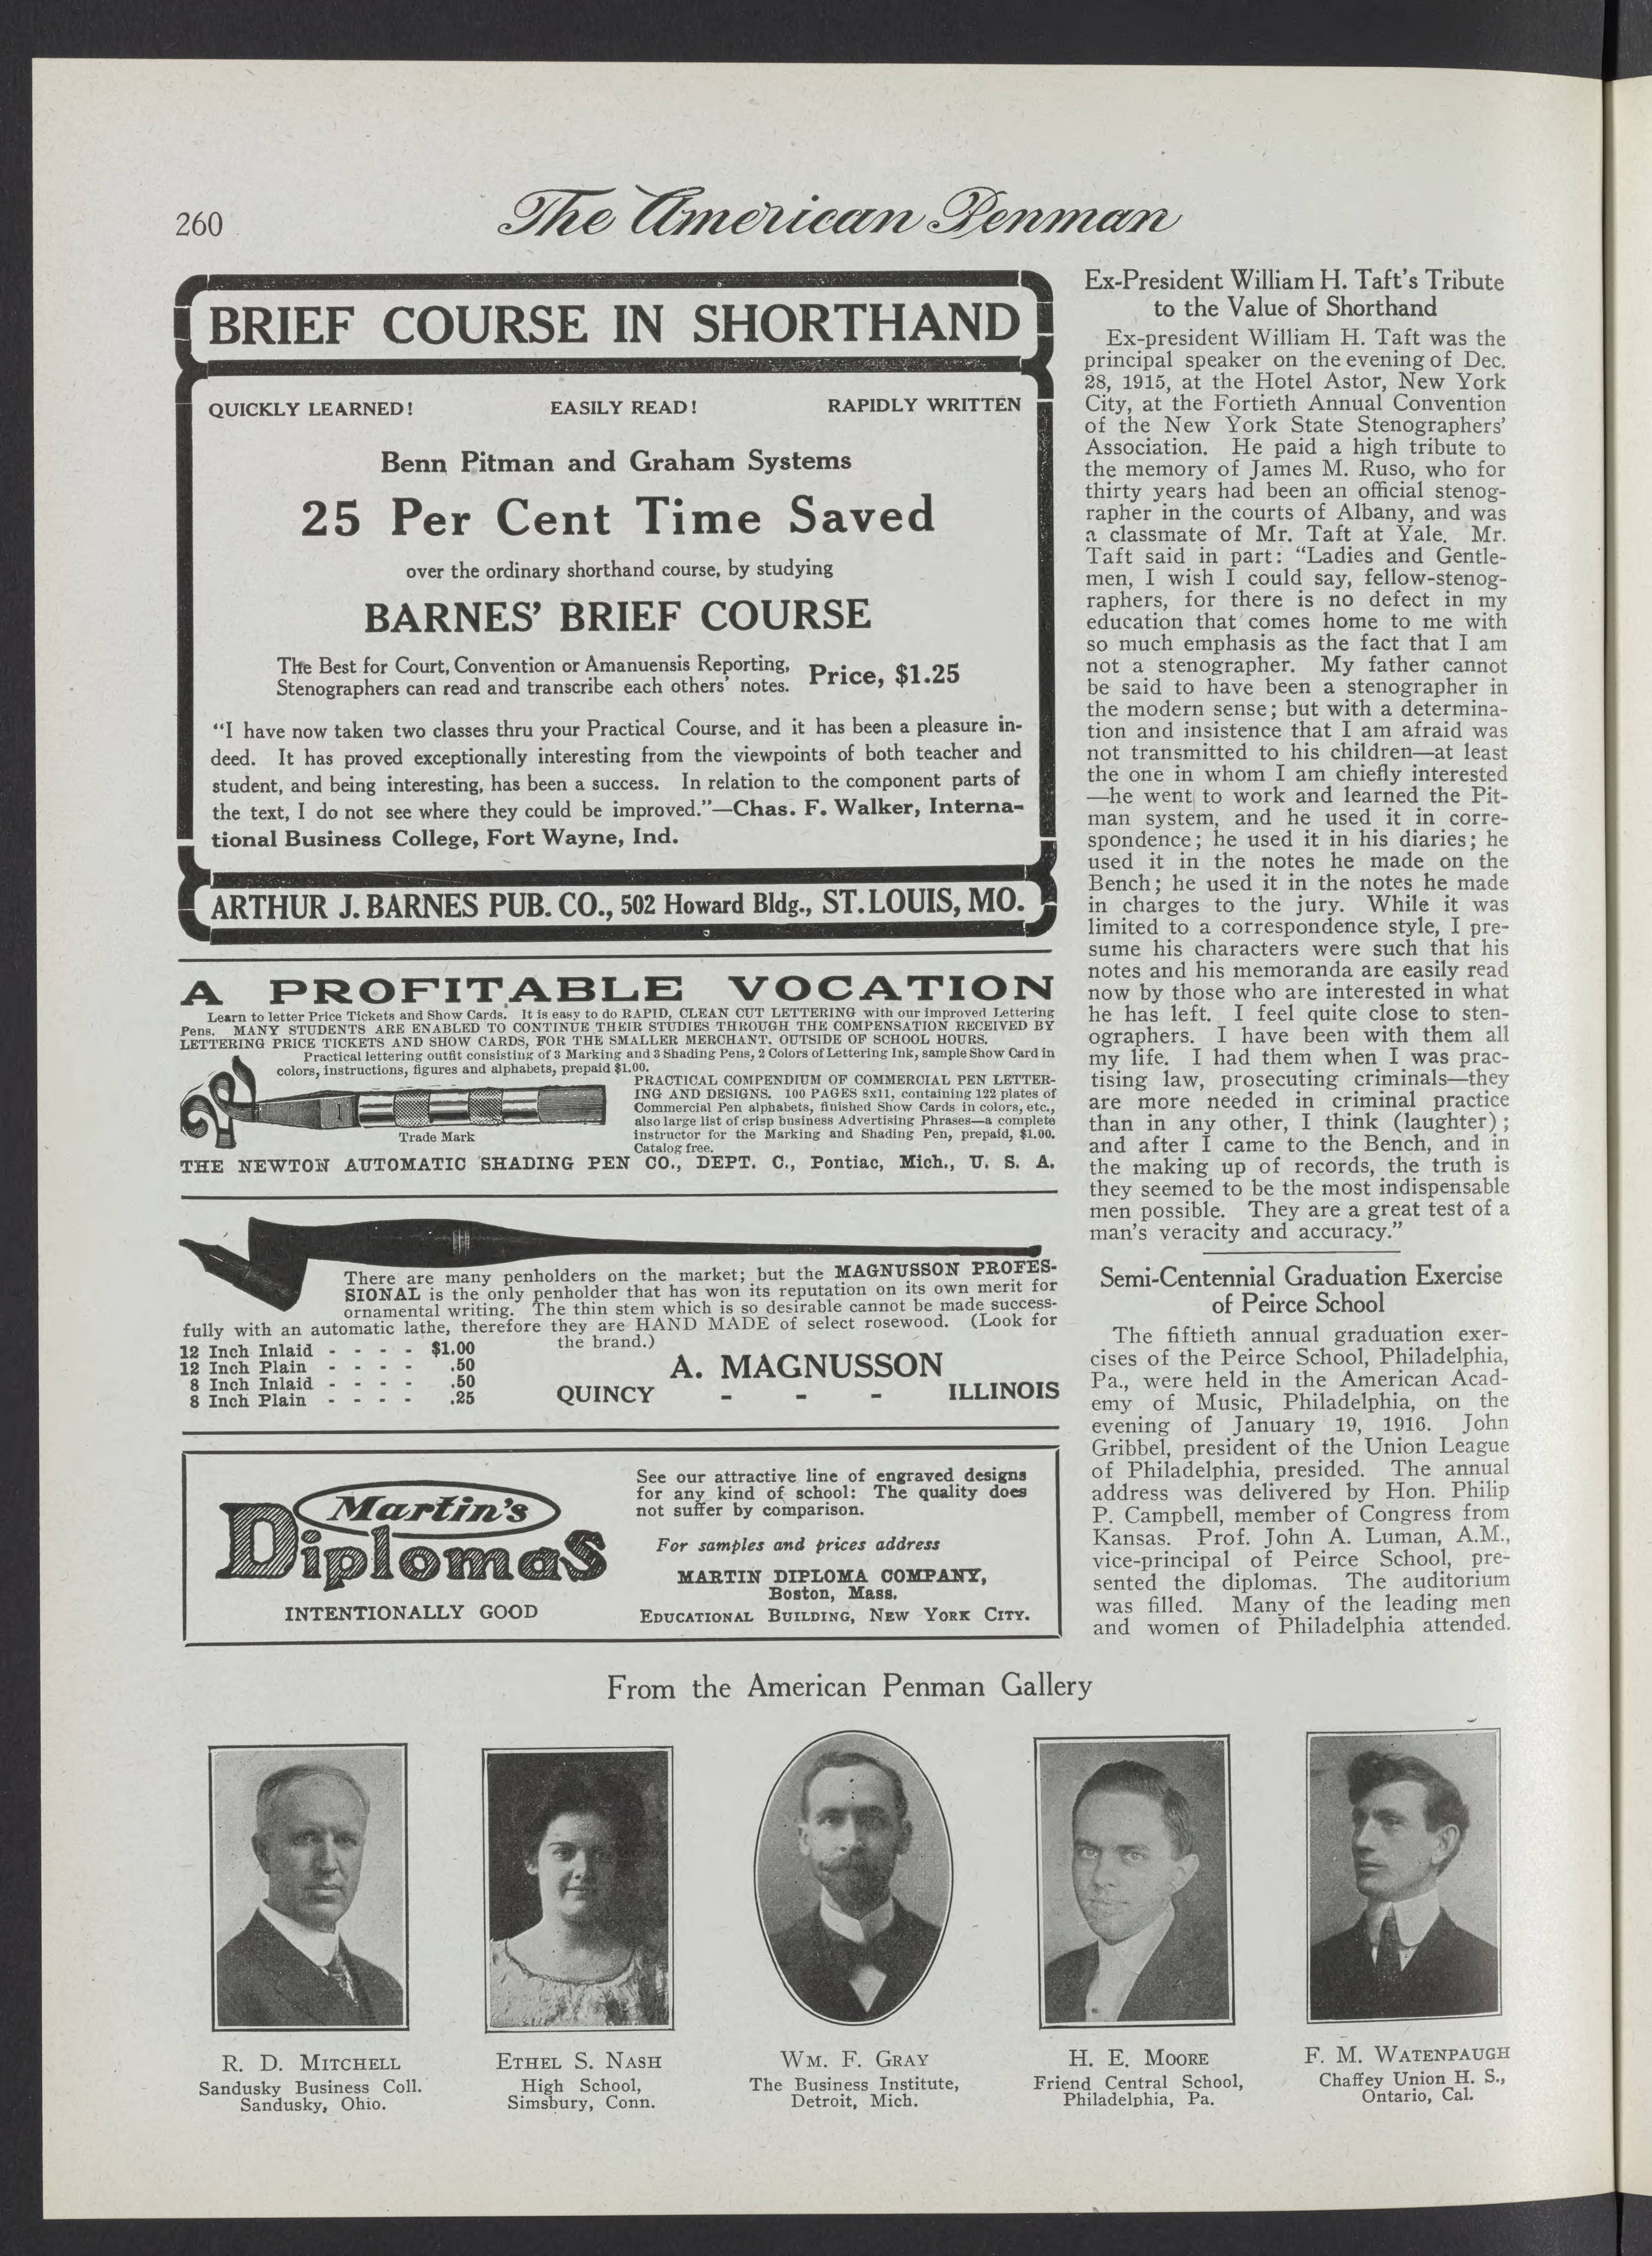 260
The American Penman
BRIEF COURSE IN SHORTHAND
QUICKLY LEARNED! EASILY READ! RAPIDLY WRITTEN
Benn Pitman and Graham Systems
25 Per Cent Time Saved
over the ordinary shorthand course, by studying
BARNES' BRIEF COURSE
The Best for Court, Convention or Amanuensis Reporting,
Stenographers can read and transcribe each others' notes.
Price, $1.25
"I have now taken two classes thru your Practical Course, and it has been a pleasure in-
deed. It has proved exceptionally interesting from the viewpoints of both teacher and
student, and being interesting, has been a success. In relation to the component parts of
the text, I do not see where they could be improved."—Chas. F. Walker, Interna-
tional Business College, Fort Wayne, Ind.
ARTHUR J. BARNES PUB. CO., 502 Howard Bldg., ST. LOUIS, MO.
A PROFITABLE VOCATION
Learn to letter Price Tickets and Show Cards. It is easy to do RAPID, CLEAN CUT LETTERING with our improved Lettering
Pens. MANY STUDENTS ARE ENABLED TO CONTINUE THEIR STUDIES THROUGH THE COMPENSATION RECEIVED BY
LETTERING PRICE TICKETS AND SHOW CARDS, FOR THE SMALLER MERCHANT, OUTSIDE OF SCHOOL HOURS.
Practical lettering outfit consisting of 3 Marking and 3 Shading Pens, 2 Colors of Lettering Ink, sample Show Card in
colors, instructions, figures and alphabets, prepaid $1.00.
PRACTICAL COMPENDIUM OF COMMERCIAL PEN LETTER-
ING AND DESIGNS. 100 PAGES 8x11, containing 122 plates of
Commercial Pen alphabets, finished Show Cards in colors, etc.,
also large list of crisp business Advertising Phrases—a complete
instructor for the Marking and Shading Pen, prepaid, $1.00.
Catalog free.
Trade Mark
THE NEWTON AUTOMATIC SHADING PEN CO., DEPT. C., Pontiac, Mich., U. S. A.
There are many penholders on the market; but the MAGNUSSON PROFES-
SIONAL is the only penholder that has won its reputation on its own merit for
ornamental writing. The thin stem which is so desirable cannot be made success-
fully with an automatic lathe, therefore they are HAND MADE of select rosewood. (Look for
the brand.)
12 Inch Inlaid - - - - $1.00
12 Inch Plain - - - - .50
8 Inch Inlaid - - - - .50
8 Inch Plain - - - - .25
A. MAGNUSSON
QUINCY - - - ILLINOIS
Martin's
Diplomas
INTENTIONALLY GOOD
See our attractive line of engraved designs
for any kind of school: The quality does
not suffer by comparison.
For samples and prices address
MARTIN DIPLOMA COMPANY,
Boston, Mass.
EDUCATIONAL BUILDING, NEW YORK CITY.
Ex-President William H. Taft's Tribute
to the Value of Shorthand
Ex-president William H. Taft was the
principal speaker on the evening of Dec.
28, 1915, at the Hotel Astor, New York
City, at the Fortieth Annual Convention
of the New York State Stenographers'
Association. He paid a high tribute to
the memory of James M. Ruso, who for
thirty years had been an official stenog-
rapher in the courts of Albany, and was
a classmate of Mr. Taft at Yale. Mr.
Taft said in part: "Ladies and Gentle-
men, I wish I could say, fellow-stenog-
raphers, for there is no defect in my
education that comes home to me with
so much emphasis as the fact that I am
not a stenographer. My father cannot
be said to have been a stenographer in
the modern sense; but with a determina-
tion and insistence that I am afraid was
not transmitted to his children—at least
the one in whom I am chiefly interested
—he went to work and learned the Pit-
man system, and he used it in corre-
spondence; he used it in his diaries; he
used it in the notes he made on the
Bench; he used it in the notes he made
in charges to the jury. While it was
limited to a correspondence style, I pre-
sume his characters were such that his
notes and his memoranda are easily read
now by those who are interested in what
he has left. I feel quite close to sten-
ographers. I have been with them all
my life. I had them when I was prac-
tising law, prosecuting criminals—they
are more needed in criminal practice
than in any other, I think (laughter);
and after I came to the Bench, and in
the making up of records, the truth is
they seemed to be the most indispensable
men possible. They are a great test of a
man's veracity and accuracy."
Semi-Centennial Graduation Exercise
of Peirce School
The fiftieth annual graduation exer-
cises of the Peirce School, Philadelphia,
Pa., were held in the American Acad-
emy of Music, Philadelphia, on the
evening of January 19, 1916. John
Gribbel, president of the Union League
of Philadelphia, presided. The annual
address was delivered by Hon. Philip
P. Campbell, member of Congress from
Kansas. Prof. John A. Luman, A.M.,
vice-principal of Peirce School, pre-
sented the diplomas. The auditorium
was filled. Many of the leading men
and women of Philadelphia attended.
From the American Penman Gallery
R. D. MITCHELL
Sandusky Business Coll.
Sandusky, Ohio.
ETHEL S. NASH
High School,
Simsbury, Conn.
WM. F. GRAY
The Business Institute,
Detroit, Mich.
H. E. MOORE
Friend Central School,
Philadelphia, Pa.
F. M. WATENPAUGH
Chaffey Union H. S.,
Ontario, Cal.